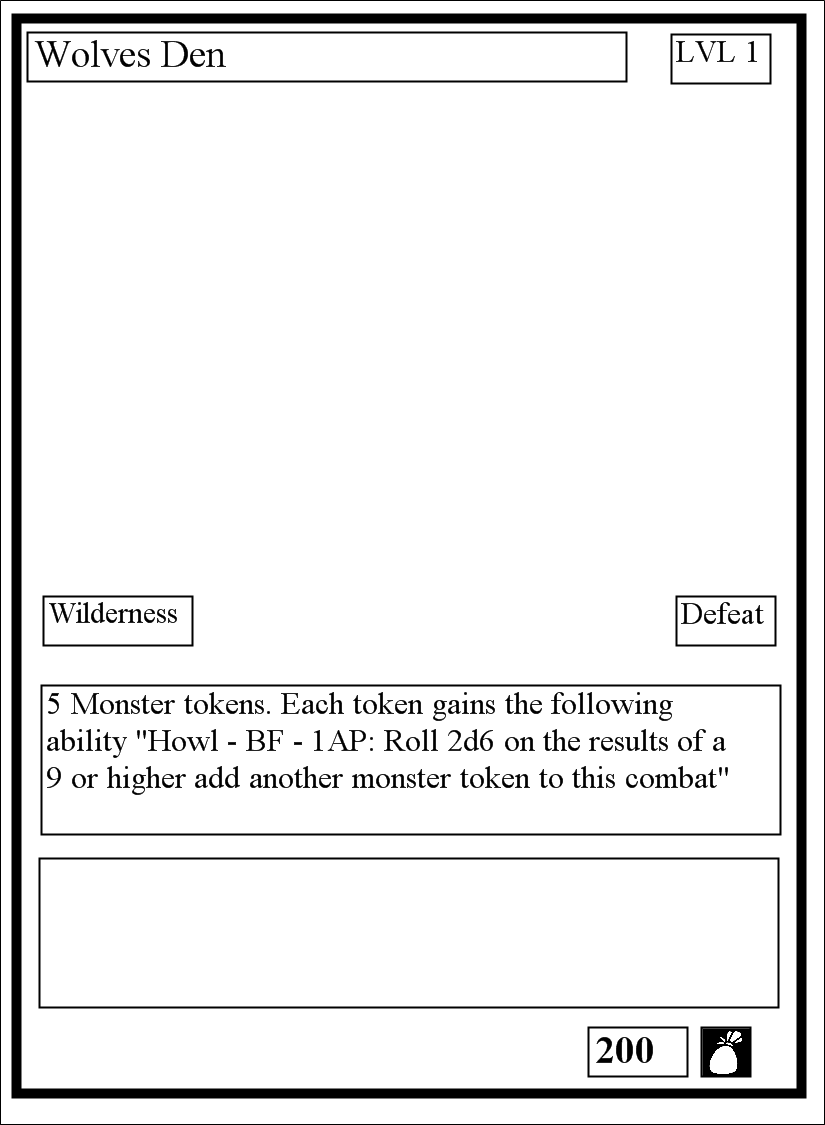 Wolves Den
LVL 1
Wilderness
Defeat
5 Monster tokens. Each token gains the following
ability "Howl - BF - 1AP: Roll 2d6 on the results of a
9 or higher add another monster token to this combat"
200